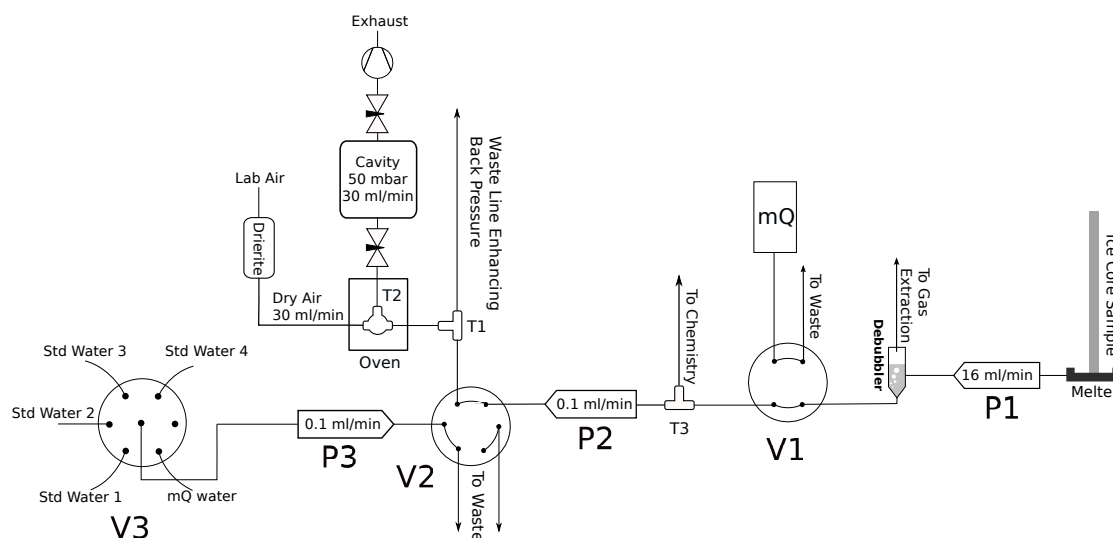 Exhaust
Cavity
50 mbar
30 ml/min
Waste Line Enhancing
Back Pressure
Lab Air
Drierite
Dry Air
30 ml/min
T2
T1
Oven
mQ
To Waste
To Chemistry
To Gas
Extraction
Debubbler
Ice Core Sample
16 ml/min
P1
Melte
Std Water 3
Std Water 4
Std Water 2
Std Water 1
mQ water
V3
0.1 ml/min
P3
V2
To Waste
0.1 ml/min
P2
T3
V1